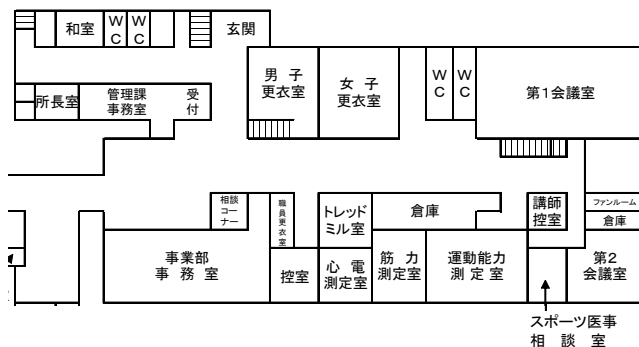 和室
WC
WC
玄関
男子
更衣室
女子
更衣室
WC
WC
第1会議室
所長室
管理課
事務室
受付
相談
コー
ナー
職員更衣室
トレッド
ミル室
倉庫
講師
控室
ファンルーム
倉庫
事業部
事務室
控室
心電
測定室
筋力
測定室
運動能力
測定室
第2
会議室
スポーツ医事
相談室